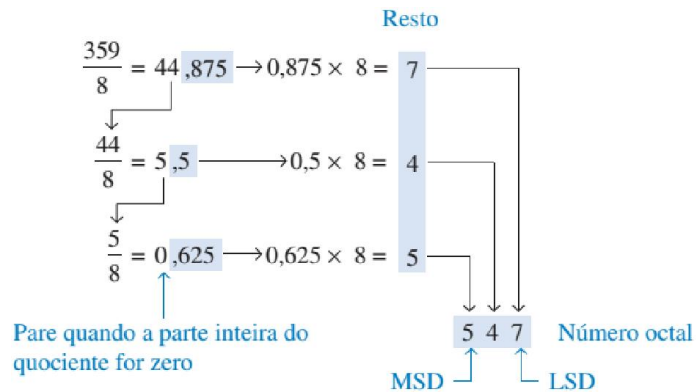 Resto
359/8 = 44 ,875 → 0,875 × 8 = 7
44/8 = 5 ,5 → 0,5 × 8 = 4
5/8 = 0 ,625 → 0,625 × 8 = 5
Pare quando a parte inteira do
quociente for zero
5 4 7 Número octal
MSD LSD